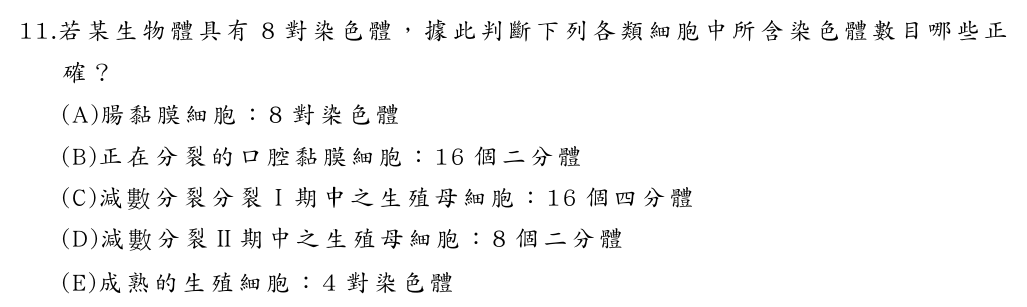 11.若某生物體具有 8 對染色體，據此判斷下列各類細胞中所含染色體數目哪些正
確？
(A)腸黏膜細胞：8 對染色體
(B)正在分裂的口腔黏膜細胞：16 個二分體
(C)減數分裂分裂Ⅰ期中之生殖母細胞：16 個四分體
(D)減數分裂Ⅱ期中之生殖母細胞：8 個二分體
(E)成熟的生殖細胞：4 對染色體